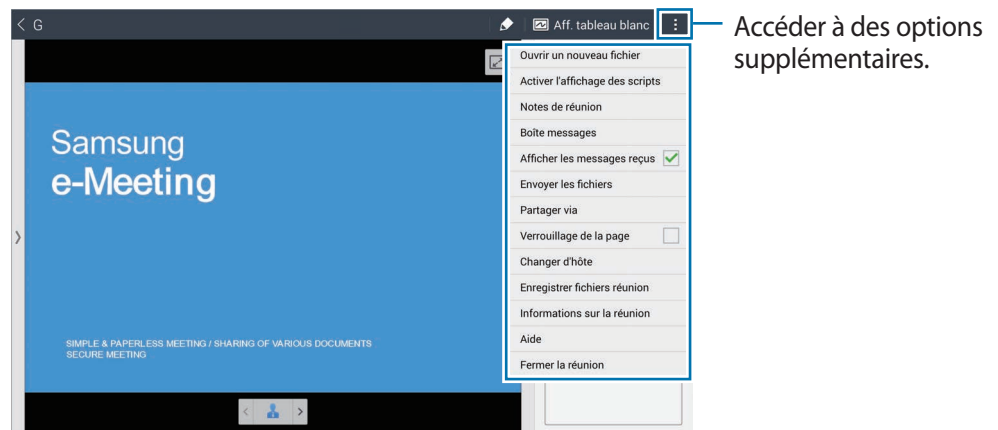 G
Aff. tableau blanc
Accéder à des options
supplémentaires.
Ouvrir un nouveau fichier
Activer l'affichage des scripts
Notes de réunion
Boîte messages
Afficher les messages reçus
Envoyer les fichiers
Partager via
Verrouillage de la page
Changer d'hôte
Enregistrer fichiers réunion
Informations sur la réunion
Aide
Fermer la réunion
Samsung
e-Meeting
SIMPLE & PAPERLESS MEETING / SHARING OF VARIOUS DOCUMENTS
SECURE MEETING